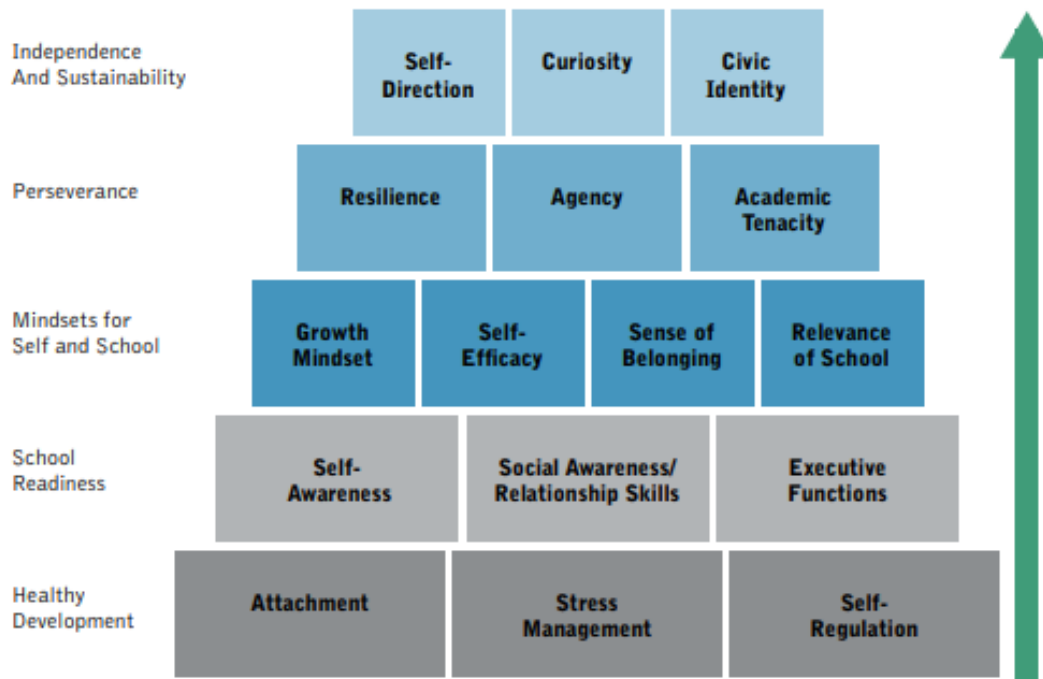 Independence
And Sustainability
Self-
Direction
Curiosity
Civic
Identity
Perseverance
Resilience
Agency
Academic
Tenacity
Mindsets for
Self and School
Growth
Mindset
Self-
Efficacy
Sense of
Belonging
Relevance
of School
School
Readiness
Self-
Awareness
Social Awareness/
Relationship Skills
Executive
Functions
Healthy
Development
Attachment
Stress
Management
Self-
Regulation